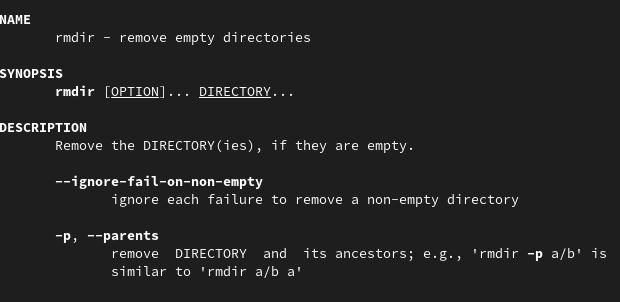 NAME
rmdir - remove empty directories
SYNOPSIS
rmdir [OPTION]... DIRECTORY...
DESCRIPTION
Remove the DIRECTORY(ies), if they are empty.
--ignore-fail-on-non-empty
ignore each failure to remove a non-empty directory
-p, --parents
remove  DIRECTORY  and  its ancestors; e.g., 'rmdir -p a/b' is
similar to 'rmdir a/b a'